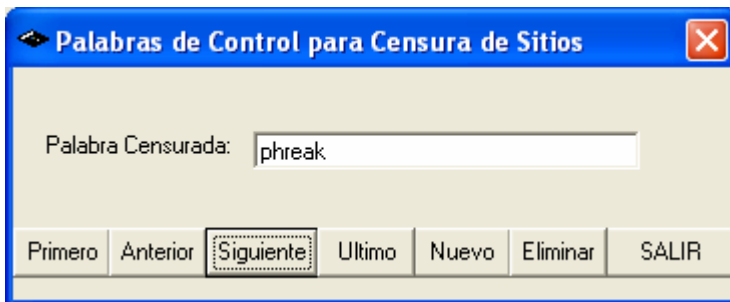 Palabras de Control para Censura de Sitios
Palabra Censurada: phreak
Primero Anterior Siguiente Ultimo Nuevo Eliminar SALIR